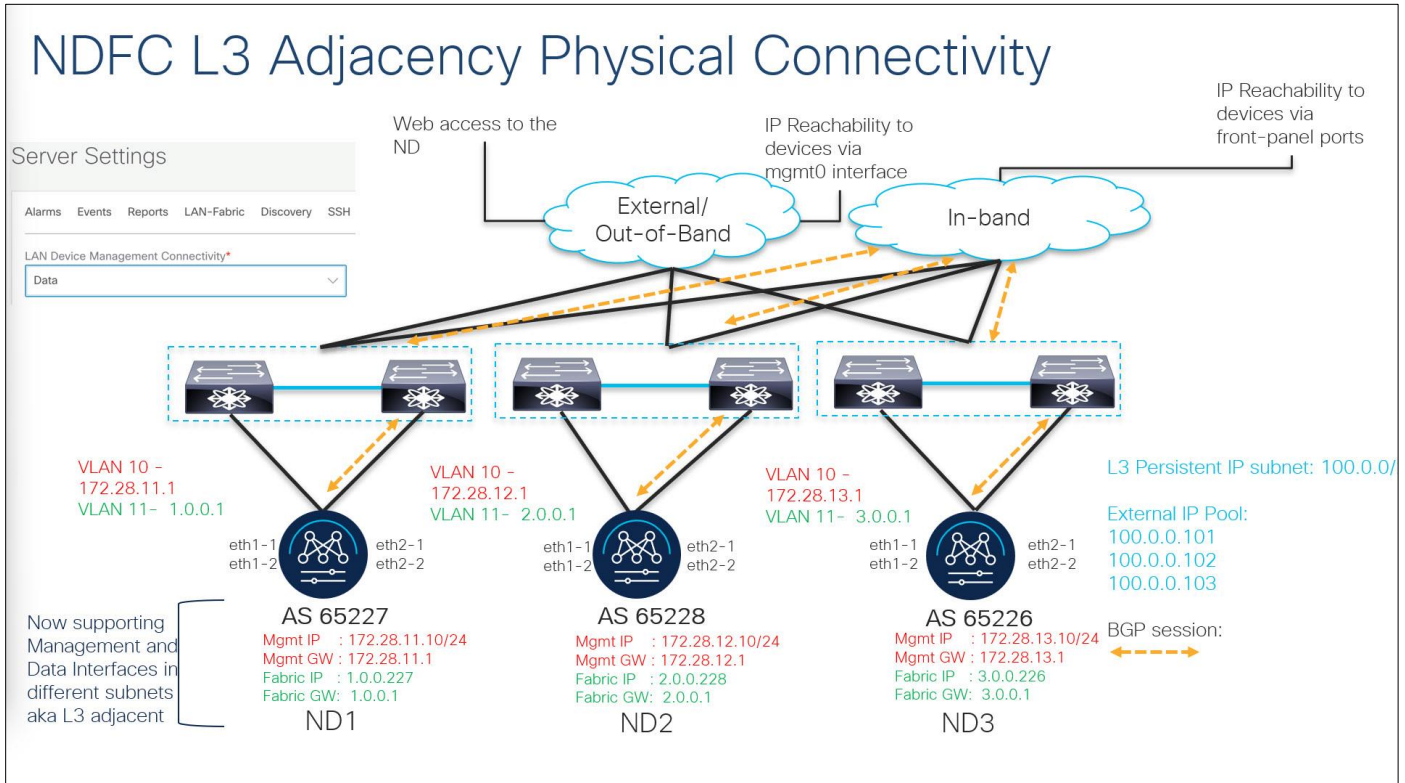 NDFC L3 Adjacency Physical Connectivity
Server Settings
Alarms Events Reports LAN-Fabric Discovery SSH
LAN Device Management Connectivity*
Data
Web access to the
ND
IP Reachability to
devices via
mgmt0 interface
IP Reachability to
devices via
front-panel ports
External/
Out-of-Band
In-band
VLAN 10 -
172.28.11.1
VLAN 11- 1.0.0.1
VLAN 10 -
172.28.12.1
VLAN 11- 2.0.0.1
VLAN 10 -
172.28.13.1
VLAN 11- 3.0.0.1
L3 Persistent IP subnet: 100.0.0/
External IP Pool:
100.0.0.101
100.0.0.102
100.0.0.103
BGP session:
eth1-1
eth1-2
eth2-1
eth2-2
eth1-1
eth1-2
eth2-1
eth2-2
eth1-1
eth1-2
eth2-1
eth2-2
Now supporting
Management and
Data Interfaces in
different subnets
aka L3 adjacent
AS 65227
Mgmt IP : 172.28.11.10/24
Mgmt GW : 172.28.11.1
Fabric IP : 1.0.0.227
Fabric GW: 1.0.0.1
ND1
AS 65228
Mgmt IP : 172.28.12.10/24
Mgmt GW : 172.28.12.1
Fabric IP : 2.0.0.228
Fabric GW: 2.0.0.1
ND2
AS 65226
Mgmt IP : 172.28.13.10/24
Mgmt GW : 172.28.13.1
Fabric IP : 3.0.0.226
Fabric GW: 3.0.0.1
ND3